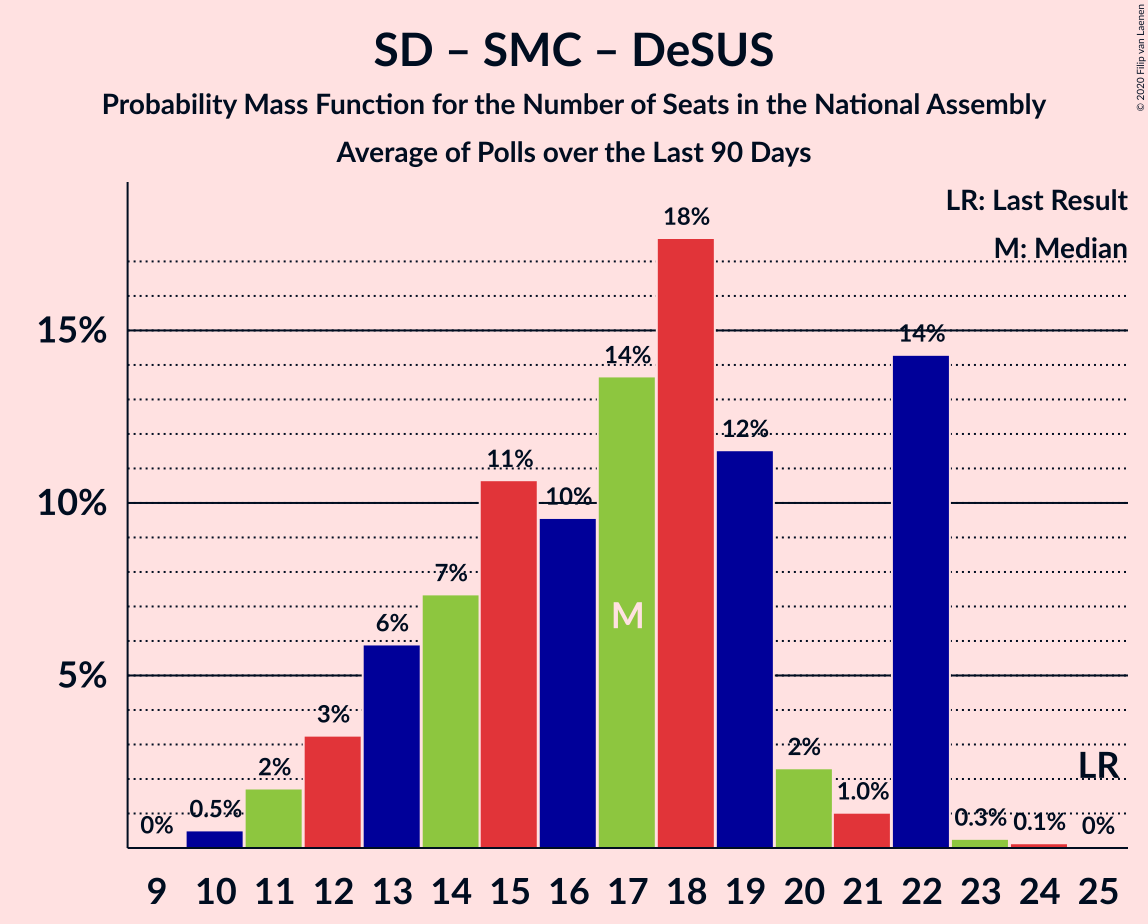 SD – SMC – DeSUS
Probability Mass Function for the Number of Seats in the National Assembly
Average of Polls over the Last 90 Days
© 2020 Filip van Laenen
LR: Last Result
M: Median
15%
10%
5%
0%
0.5%
2%
3%
6%
7%
11%
10%
14%
18%
12%
2%
1.0%
14%
0.3%
0.1%
0%
M
LR
9 10 11 12 13 14 15 16 17 18 19 20 21 22 23 24 25